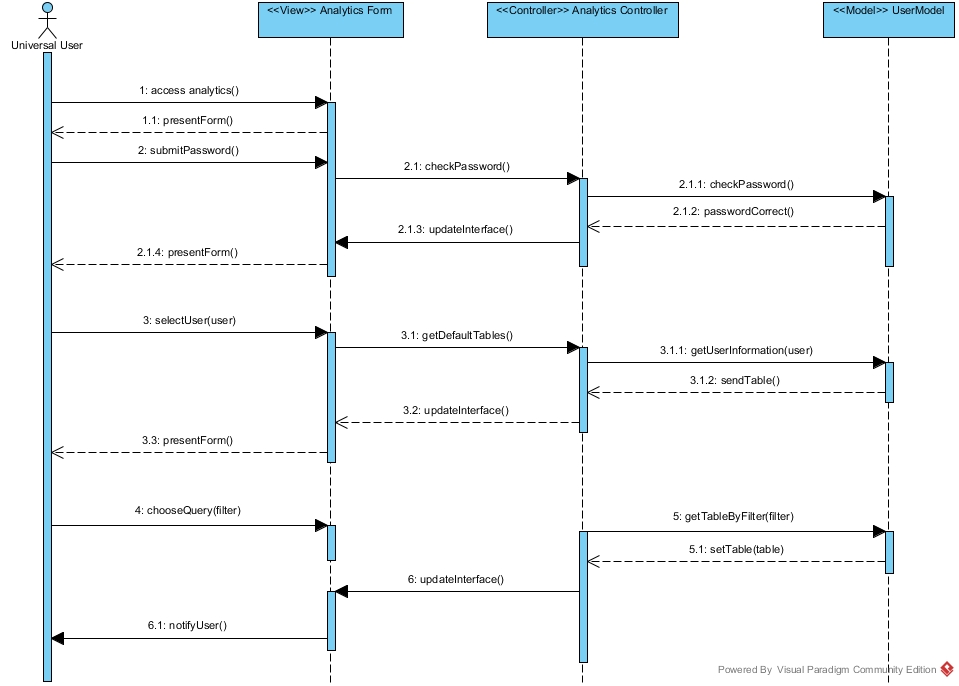 <<View>> Analytics Form
<<Controller>> Analytics Controller
<<Model>> UserModel
Universal User
1: access analytics()
1.1: presentForm()
2: submitPassword()
2.1: checkPassword()
2.1.1: checkPassword()
2.1.2: passwordCorrect()
2.1.3: updateInterface()
2.1.4: presentForm()
3: selectUser(user)
3.1: getDefaultTables()
3.1.1: getUserInformation(user)
3.1.2: sendTable()
3.2: updateInterface()
3.3: presentForm()
4: chooseQuery(filter)
5: getTableByFilter(filter)
5.1: setTable(table)
6: updateInterface()
6.1: notifyUser()
Powered By Visual Paradigm Community Edition